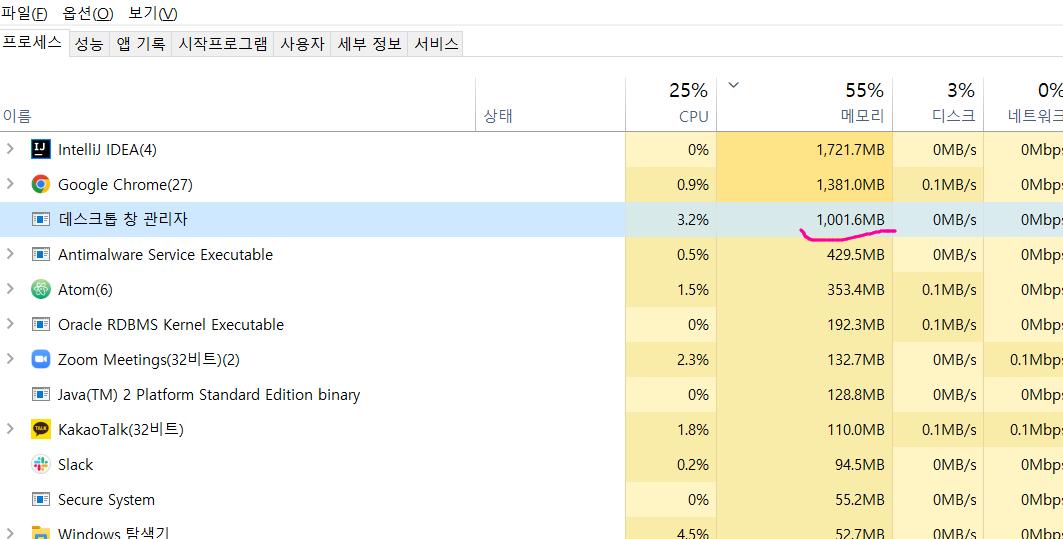 파일(F) 옵션(O) 보기(V)
프로세스 성능 앱 기록 시작프로그램 사용자 세부 정보 서비스
25% 55% 3% 0%
이름 상태 CPU 메모리 디스크 네트워크
IntelliJ IDEA(4) 0% 1,721.7MB 0MB/s 0Mbps
Google Chrome(27) 0.9% 1,381.0MB 0.1MB/s 0Mbps
데스크톱 창 관리자 3.2% 1,001.6MB 0MB/s 0Mbps
Antimalware Service Executable 0.5% 429.5MB 0MB/s 0Mbps
Atom(6) 1.5% 353.4MB 0.1MB/s 0Mbps
Oracle RDBMS Kernel Executable 0% 192.3MB 0.1MB/s 0Mbps
Zoom Meetings(32비트)(2) 2.3% 132.7MB 0MB/s 0.1Mbps
Java(TM) 2 Platform Standard Edition binary 0% 128.8MB 0MB/s 0Mbps
KakaoTalk(32비트) 1.8% 110.0MB 0.1MB/s 0.1Mbps
Slack 0.2% 94.5MB 0MB/s 0Mbps
Secure System 0% 55.2MB 0MB/s 0Mbps
Windows 탐색기 4.5% 52.7MB 0MB/s 0Mbps